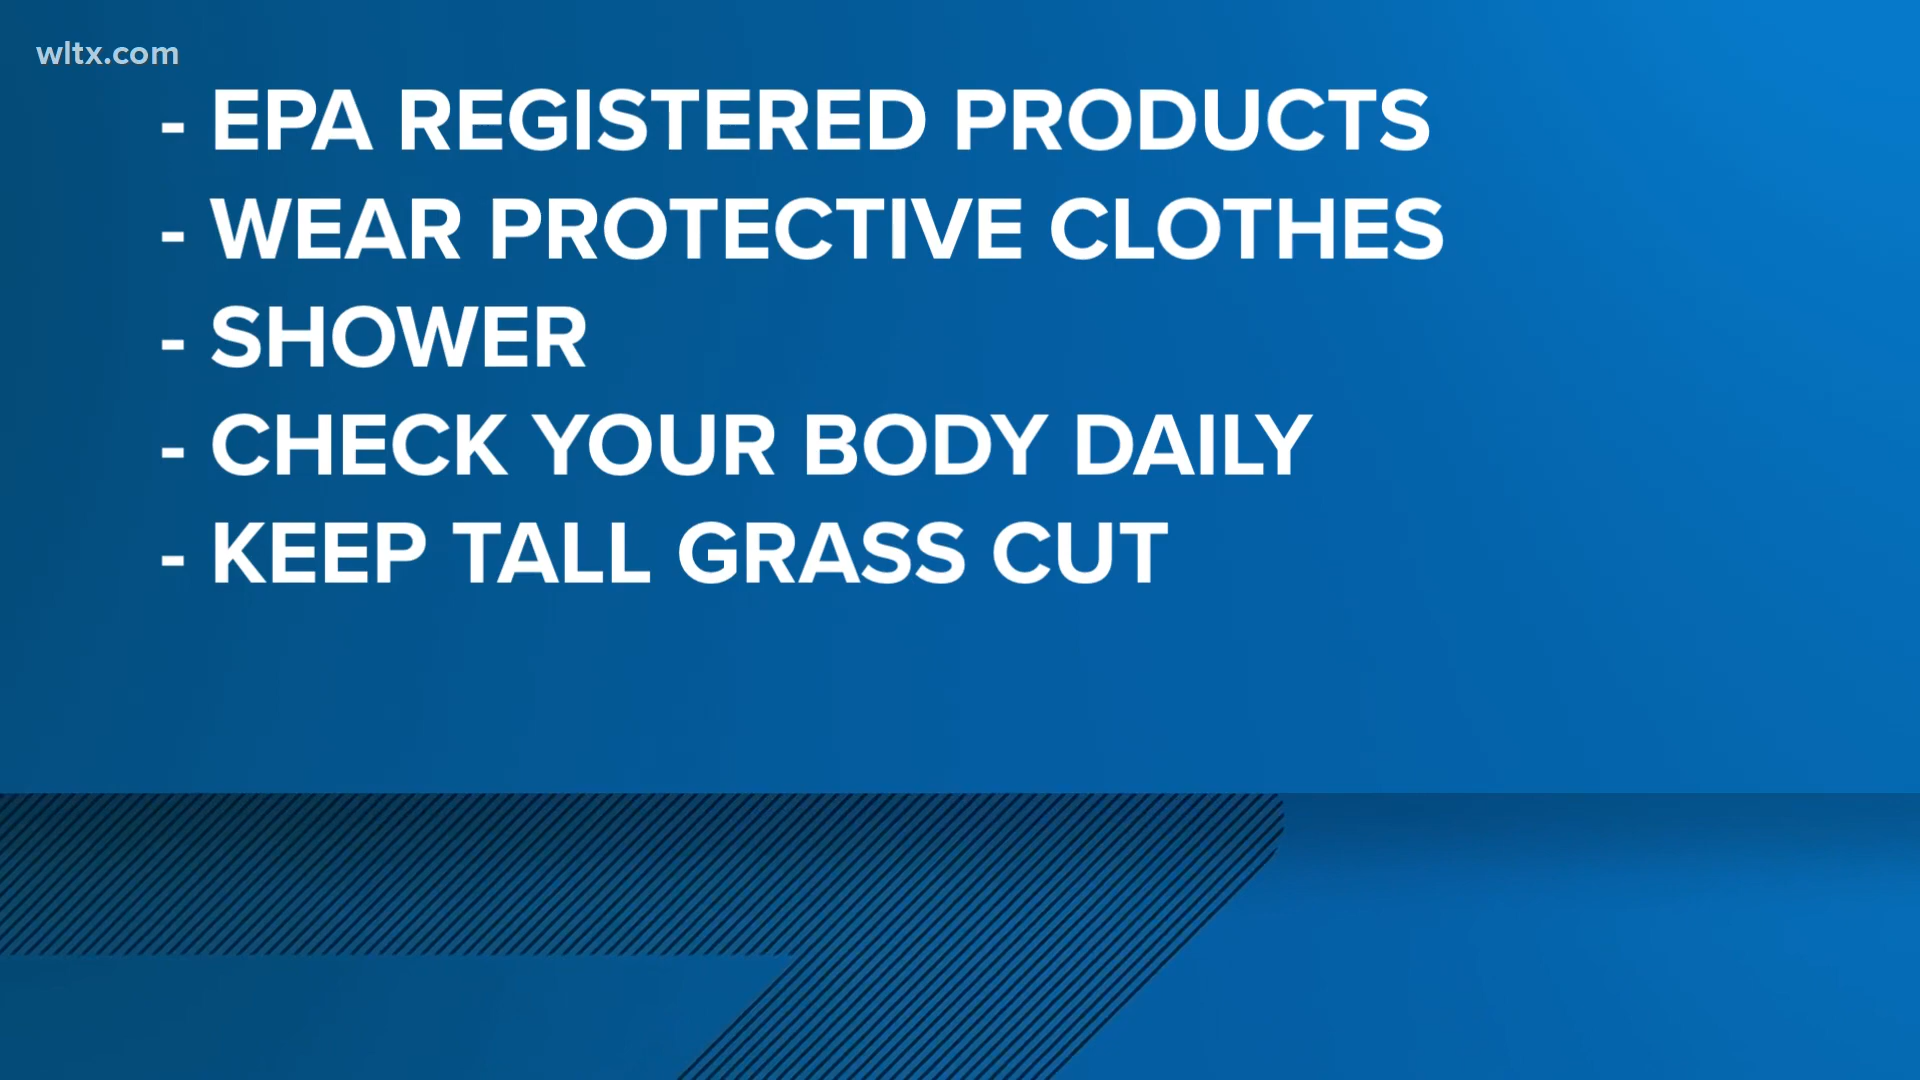 wltx.com
- EPA REGISTERED PRODUCTS
- WEAR PROTECTIVE CLOTHES
- SHOWER
- CHECK YOUR BODY DAILY
- KEEP TALL GRASS CUT